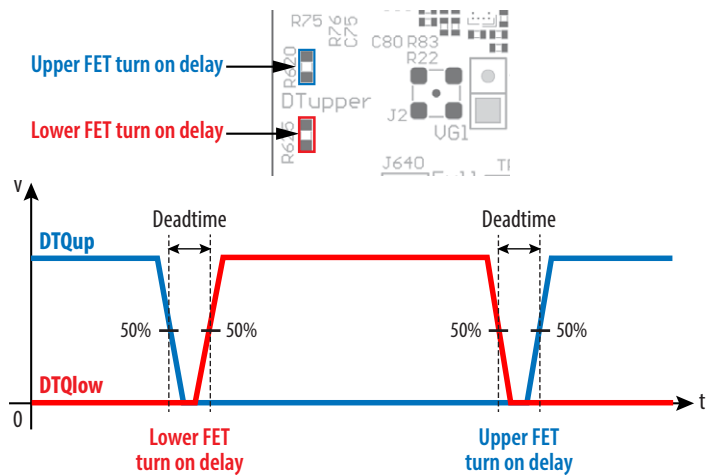 R75
R76
C75
C80 R83
R22
Upper FET turn on delay
R620
DTupper
Lower FET turn on delay
R625
J2
VG1
J640
v
Deadtime
Deadtime
DTQup
50%
50%
50%
50%
DTQlow
0
t
Lower FET
turn on delay
Upper FET
turn on delay